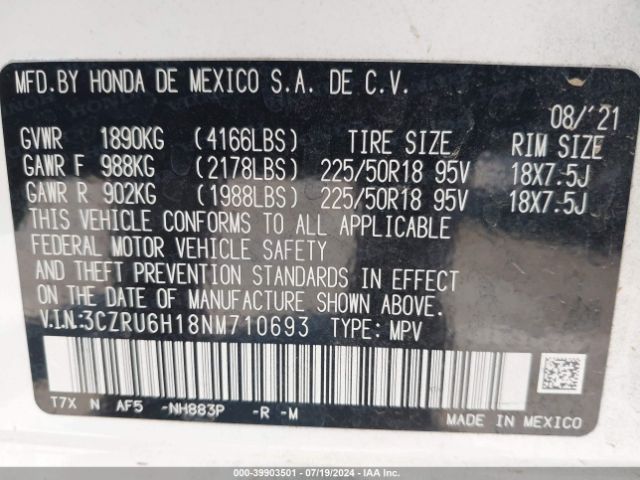 MFD.BY HONDA DE MEXICO S.A. DE C.V.
08/'21
GVWR 1890KG (4166LBS) TIRE SIZE RIM SIZE
GAWR F 988KG (2178LBS) 225/50R18 95V 18X7.5J
GAWR R 902KG (1988LBS) 225/50R18 95V 18X7.5J
THIS VEHICLE CONFORMS TO ALL APPLICABLE
FEDERAL MOTOR VEHICLE SAFETY
AND THEFT PREVENTION STANDARDS IN EFFECT
ON THE DATE OF MANUFACTURE SHOWN ABOVE.
V.I.N.:3CZRU6H18NM710693 TYPE: MPV
T7X N AF5 -NH883P -R -M
MADE IN MEXICO
000-39903501 - 07/19/2024 - IAA Inc.